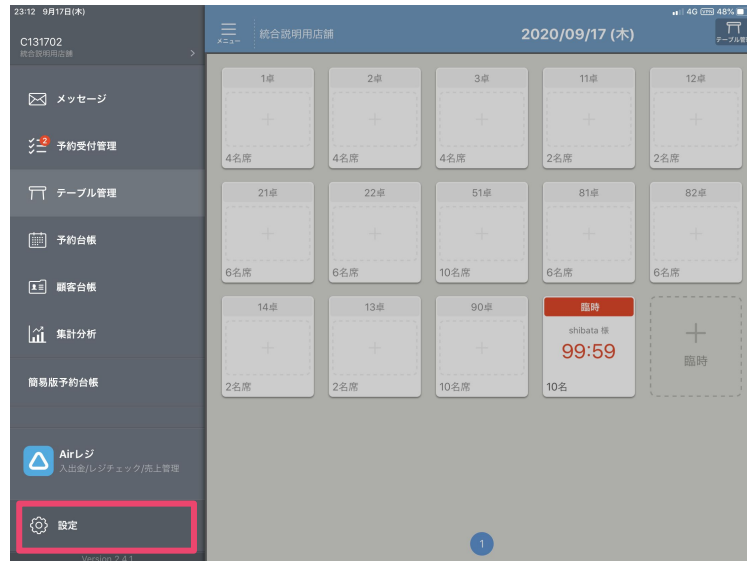 23:12 9月17日(木)
4G VPN 48%
C131702
統合説明用店舗
メッセージ
2
予約受付管理
テーブル管理
予約台帳
顧客台帳
集計分析
簡易版予約台帳
Airレジ
入出金/レジチェック/売上管理
設定
Version 2.4.1
メニュー
統合説明用店舗
2020/09/17 (木)
テーブル管
1卓 2卓 3卓 11卓 12卓
4名席 4名席 4名席 2名席 2名席
21卓 22卓 51卓 81卓 82卓
6名席 6名席 10名席 6名席 6名席
14卓 13卓 90卓 臨時
shibata 様
99:59
臨時
2名席 2名席 10名席 10名
1